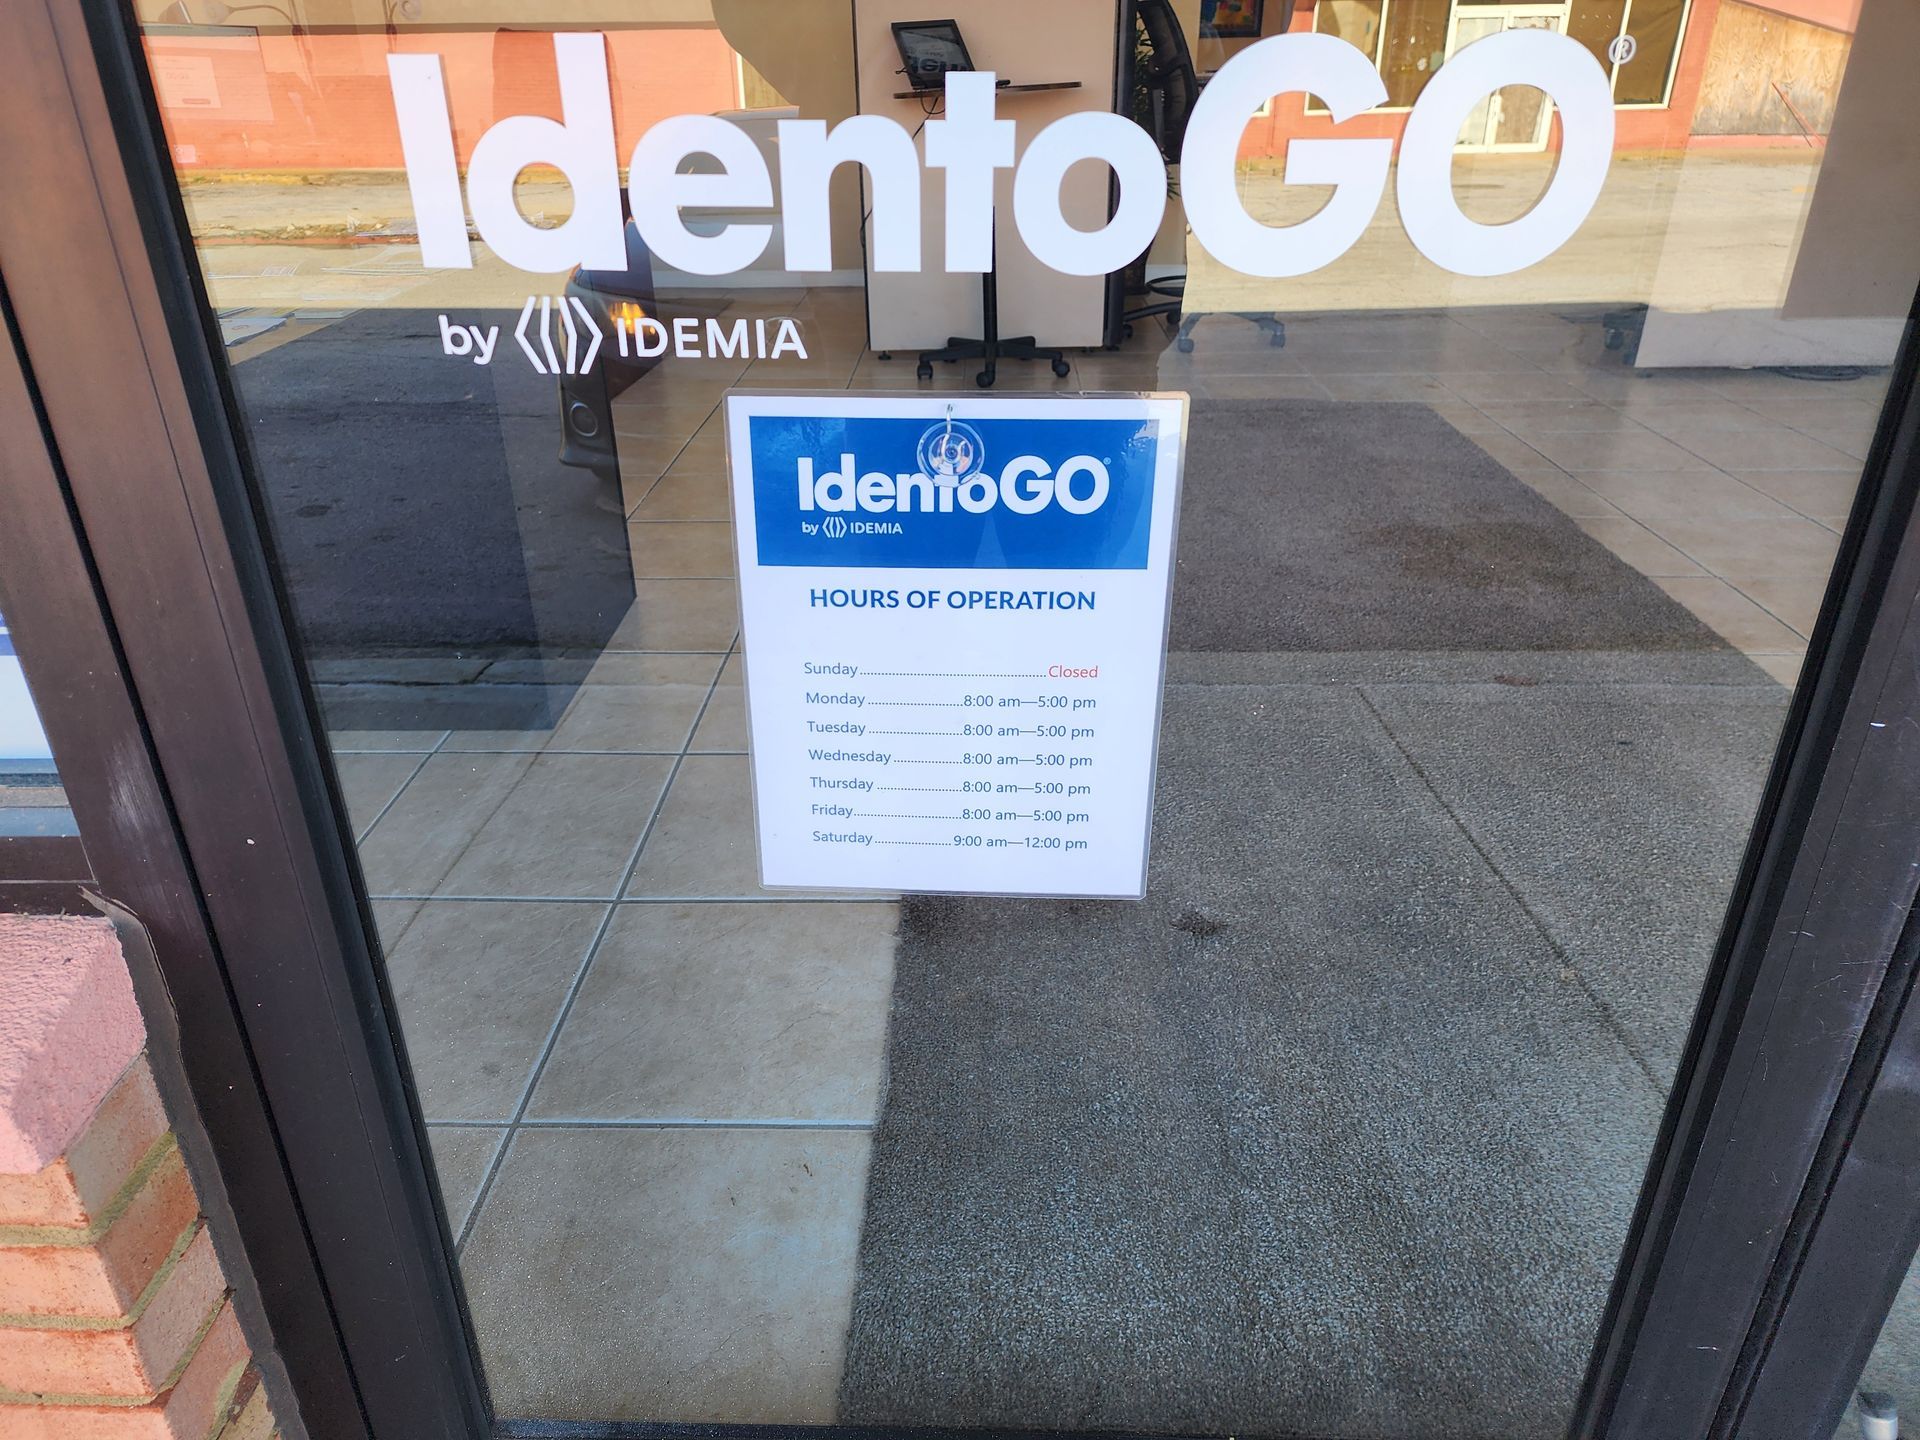 IdentoGO®
by IDEMIA
IdentoGO®
by IDEMIA
HOURS OF OPERATION
Sunday..............................................Closed
Monday .......................8:00 am—5:00 pm
Tuesday .......................8:00 am—5:00 pm
Wednesday .................8:00 am—5:00 pm
Thursday .....................8:00 am—5:00 pm
Friday...........................8:00 am—5:00 pm
Saturday.................... 9:00 am—12:00 pm